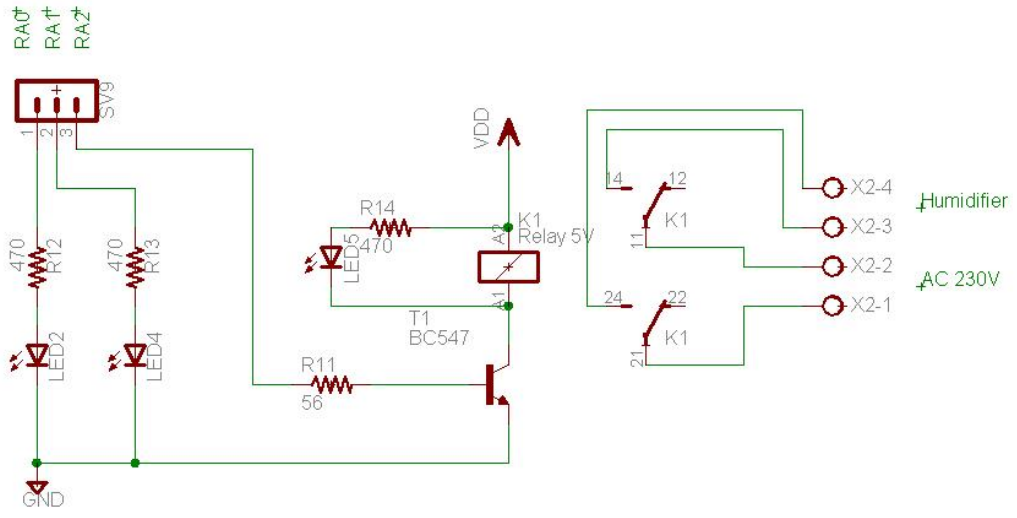 RA0
RA1
RA2
SV9
1
2
3
470
R12
470
R13
LED2
LED4
GND
R14
470
LED5
VDD
K1
Relay 5V
A2
A1
T1
BC547
R11
56
14
12
11
K1
24
22
21
K1
X2-4
X2-3
X2-2
X2-1
Humidifier
AC 230V